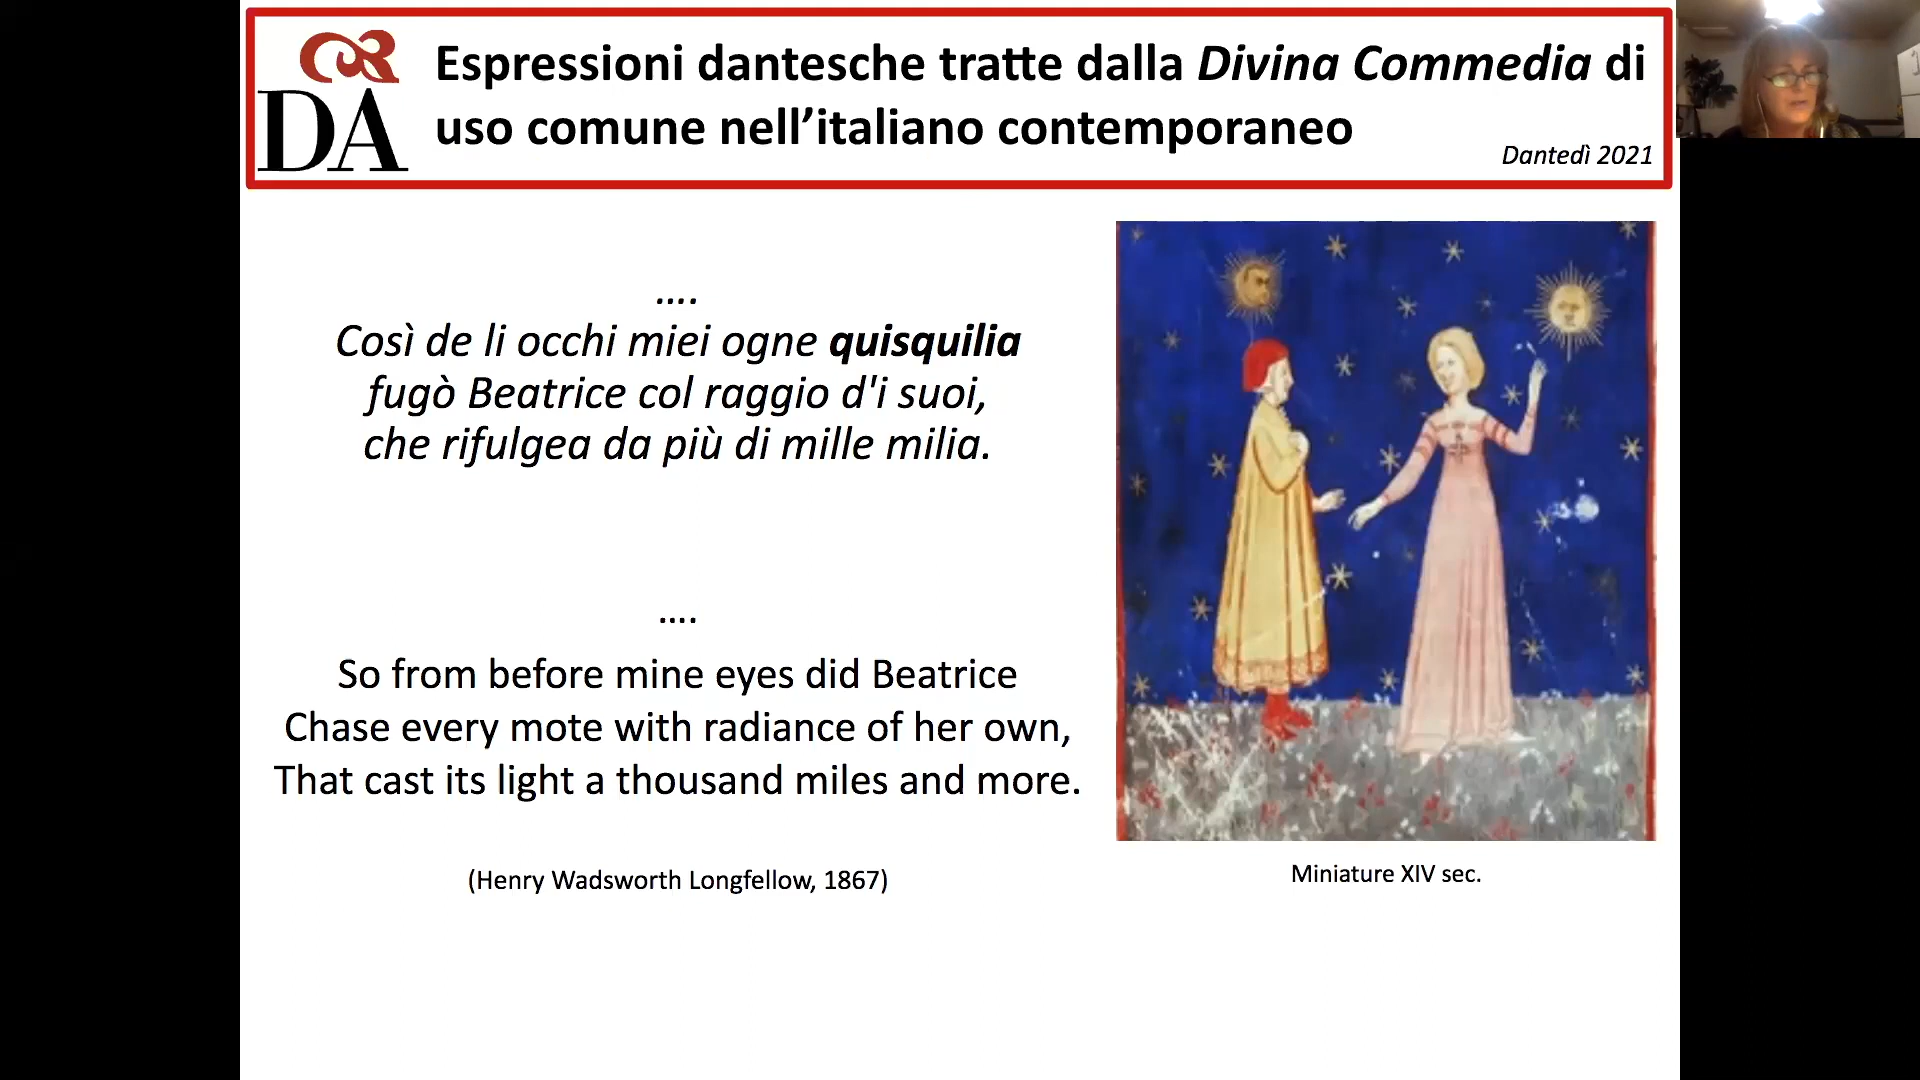 DA
Espressioni dantesche tratte dalla Divina Commedia di
uso comune nell’italiano contemporaneo
Dantedì 2021
....
Così de li occhi miei ogne quisquilia
fugò Beatrice col raggio d'i suoi,
che rifulgea da più di mille milia.
....
So from before mine eyes did Beatrice
Chase every mote with radiance of her own,
That cast its light a thousand miles and more.
(Henry Wadsworth Longfellow, 1867)
Miniature XIV sec.